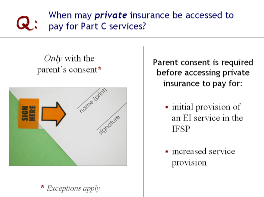 Q:
When may private insurance be accessed to
pay for Part C services?
Only with the
parent's consent*
SIGN
HERE
name (print)
signature
* Exceptions apply
Parent consent is required
before accessing private
insurance to pay for:
▪ initial provision of
an EI service in the
IFSP
▪ increased service
provision